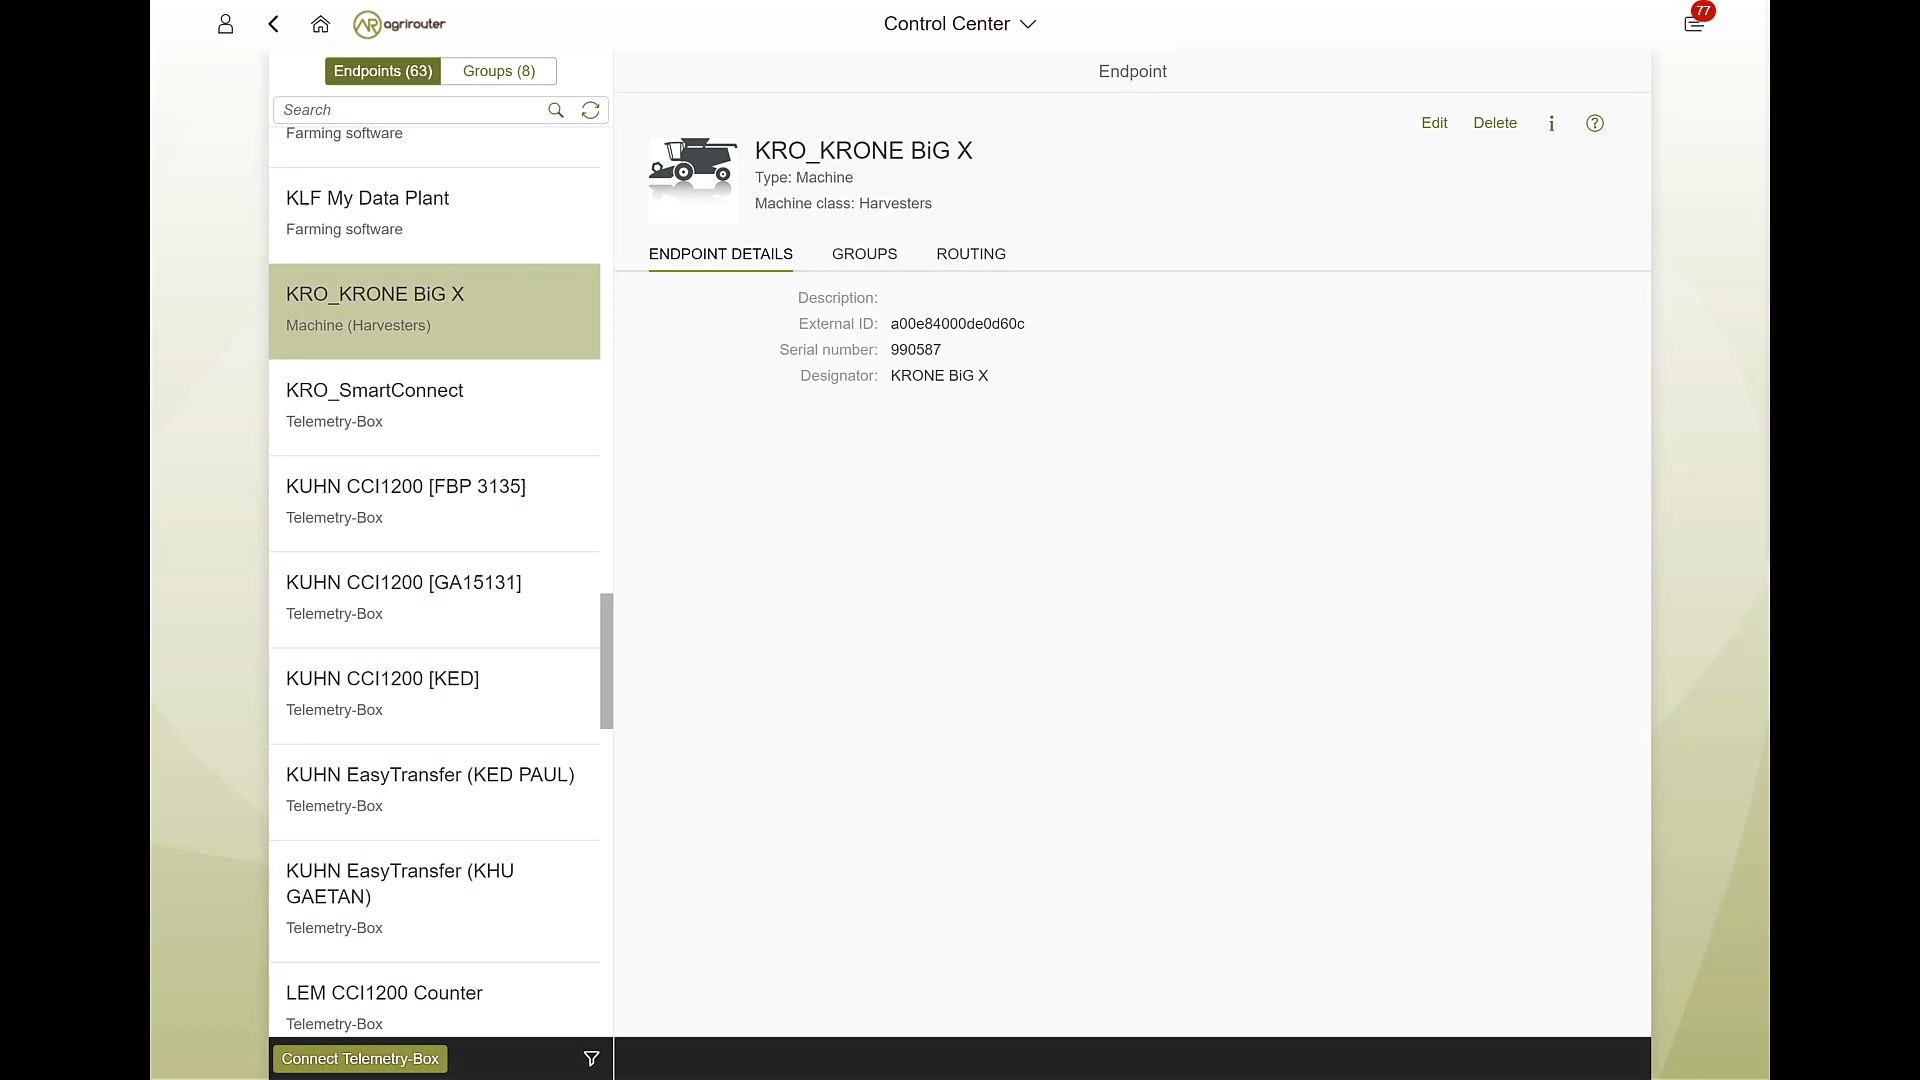 AR agrirouter
Control Center
77
Endpoints (63)
Groups (8)
Search
Farming software
KLF My Data Plant
Farming software
KRO_KRONE BiG X
Machine (Harvesters)
KRO_SmartConnect
Telemetry-Box
KUHN CCI1200 [FBP 3135]
Telemetry-Box
KUHN CCI1200 [GA15131]
Telemetry-Box
KUHN CCI1200 [KED]
Telemetry-Box
KUHN EasyTransfer (KED PAUL)
Telemetry-Box
KUHN EasyTransfer (KHU
GAETAN)
Telemetry-Box
LEM CCI1200 Counter
Telemetry-Box
Connect Telemetry-Box
Endpoint
Edit Delete
KRO_KRONE BiG X
Type: Machine
Machine class: Harvesters
ENDPOINT DETAILS GROUPS ROUTING
Description:
External ID: a00e84000de0d60c
Serial number: 990587
Designator: KRONE BiG X